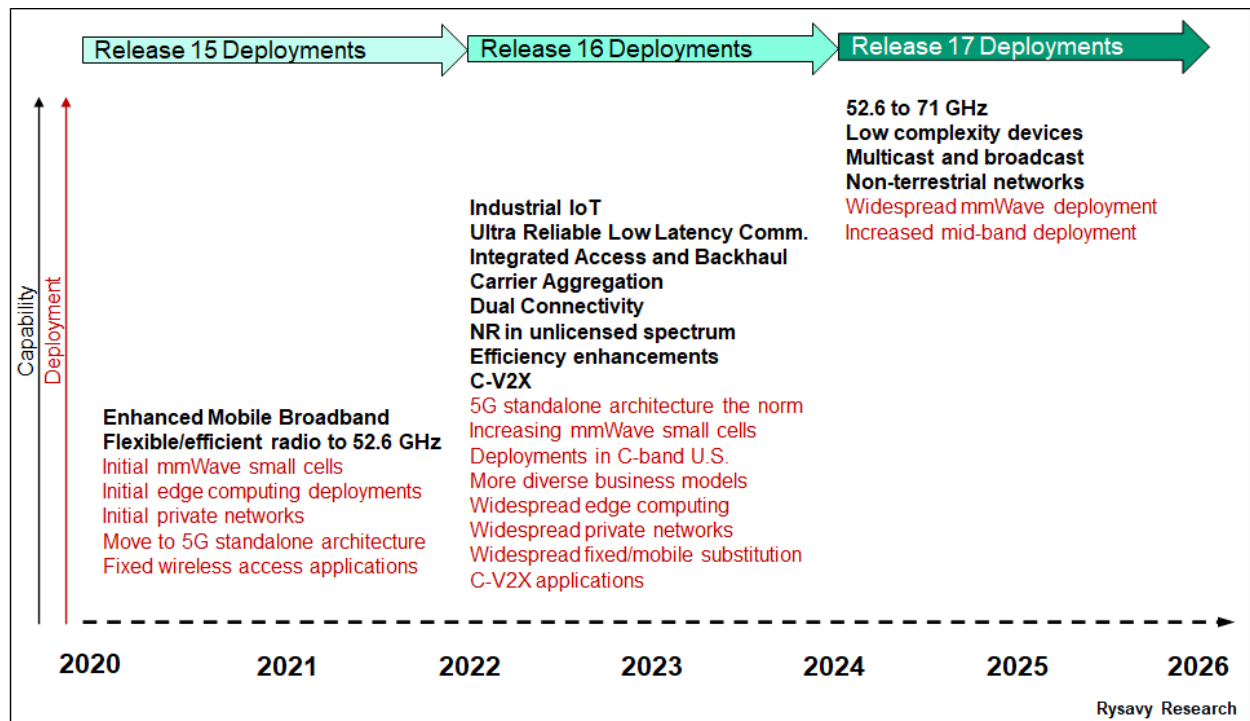 Release 15 Deployments
Release 16 Deployments
Release 17 Deployments
Capability
Deployment
Enhanced Mobile Broadband
Flexible/efficient radio to 52.6 GHz
Initial mmWave small cells
Initial edge computing deployments
Initial private networks
Move to 5G standalone architecture
Fixed wireless access applications
Industrial IoT
Ultra Reliable Low Latency Comm.
Integrated Access and Backhaul
Carrier Aggregation
Dual Connectivity
NR in unlicensed spectrum
Efficiency enhancements
C-V2X
5G standalone architecture the norm
Increasing mmWave small cells
Deployments in C-band U.S.
More diverse business models
Widespread edge computing
Widespread private networks
Widespread fixed/mobile substitution
C-V2X applications
52.6 to 71 GHz
Low complexity devices
Multicast and broadcast
Non-terrestrial networks
Widespread mmWave deployment
Increased mid-band deployment
2020
2021
2022
2023
2024
2025
2026
Rysavy Research